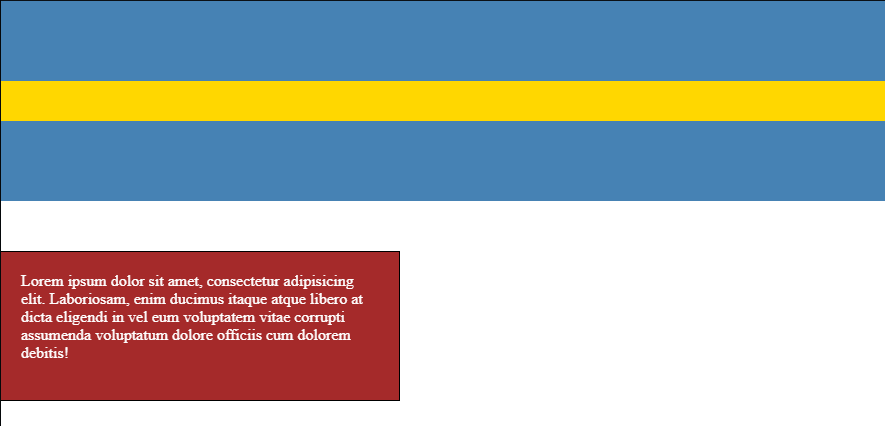 Lorem ipsum dolor sit amet, consectetur adipisicing
elit. Laboriosam, enim ducimus itaque atque libero at
dicta eligendi in vel eum voluptatem vitae corrupti
assumenda voluptatum dolore officiis cum dolorem
debitis!